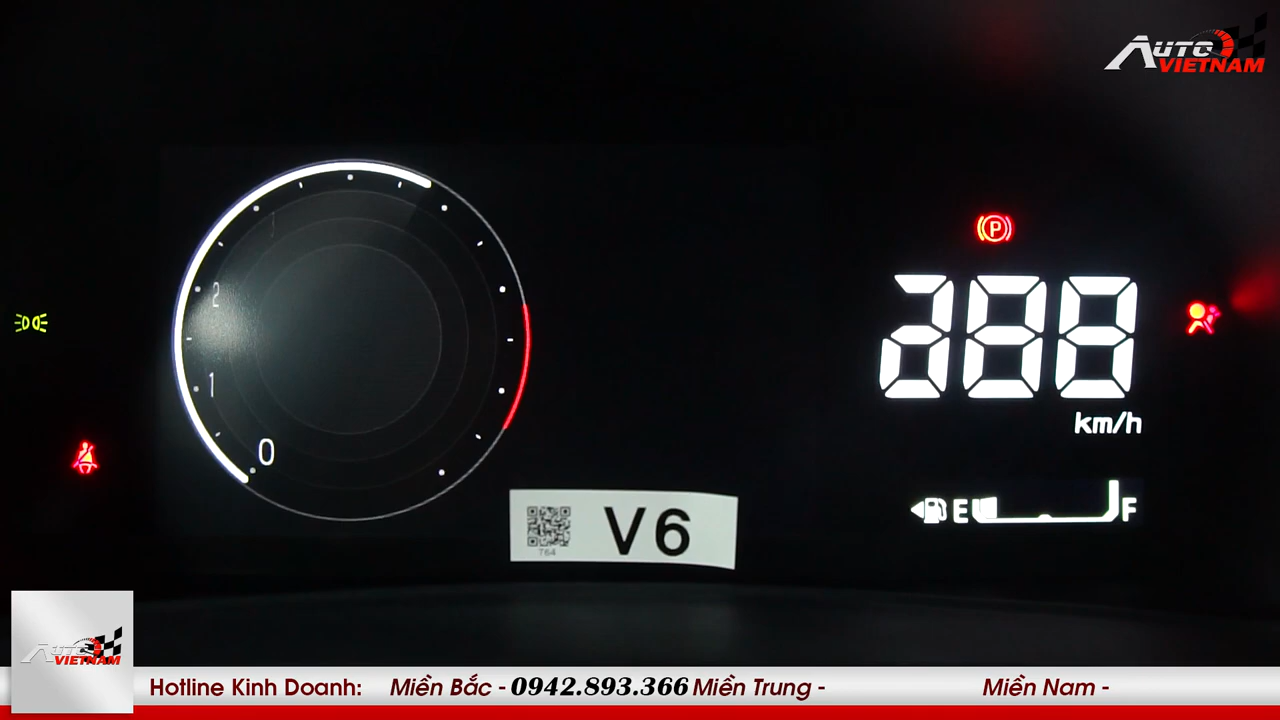 AUTO
VIETNAM
P
2
1
0
288
km/h
E F
764
V6
AUTO
VIETNAM
Hotline Kinh Doanh: Miền Bắc - 0942.893.366 Miền Trung - Miền Nam -